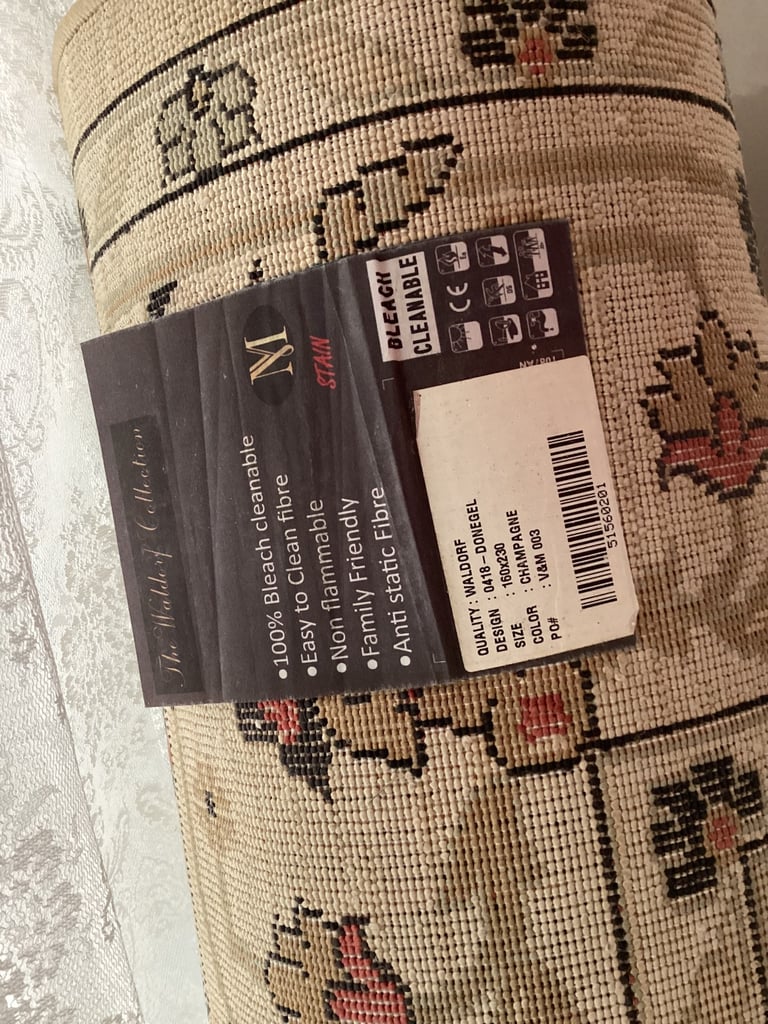 The Waldorf Collection
M
STAIN
BLEACH
CLEANABLE
CE
•100% Bleach cleanable
•Easy to Clean fibre
•Non flammable
•Family Friendly
•Anti static Fibre
QUALITY : WALDORF
DESIGN : 0418-DONEGEL
SIZE : 160x230
COLOR : CHAMPAGNE
PO# : V&M 003
51560201